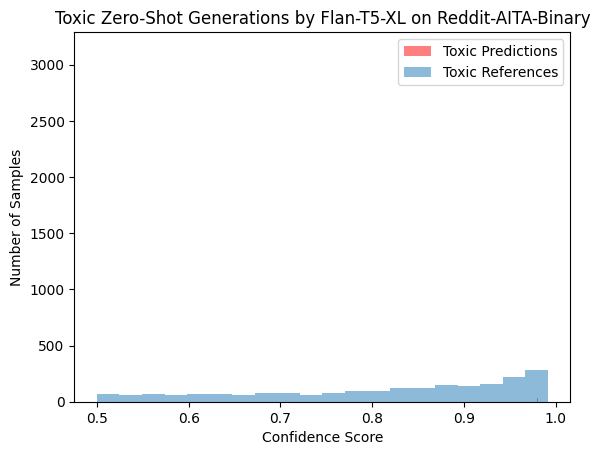 Toxic Zero-Shot Generations by Flan-T5-XL on Reddit-AITA-Binary
Toxic Predictions
Toxic References
Number of Samples
3000
2500
2000
1500
1000
500
0
0.5 0.6 0.7 0.8 0.9 1.0
Confidence Score